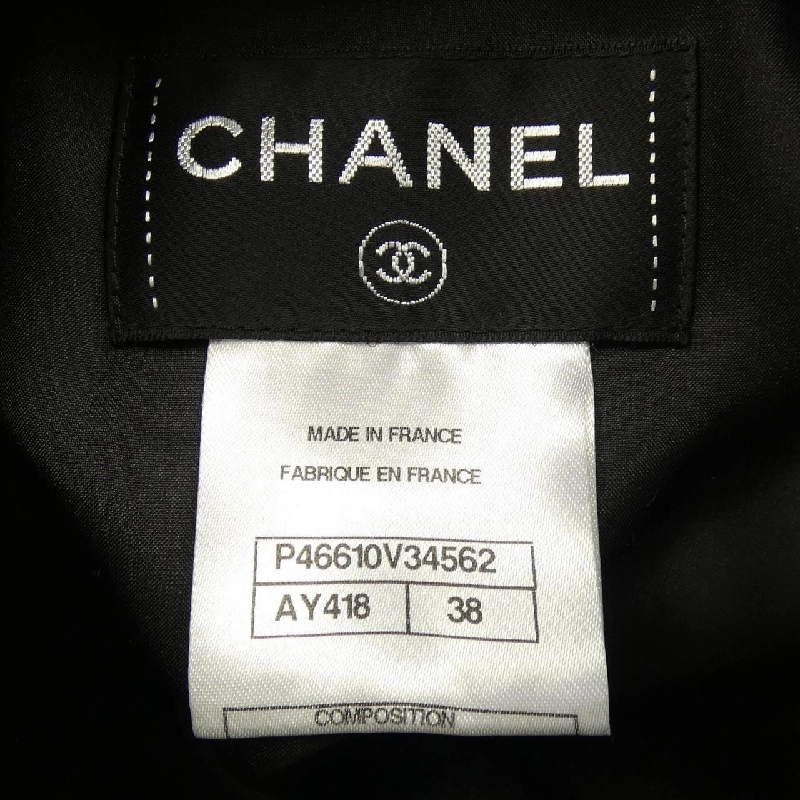 CHANEL
MADE IN FRANCE
FABRIQUE EN FRANCE
P46610V34562
AY418 38
COMPOSITION